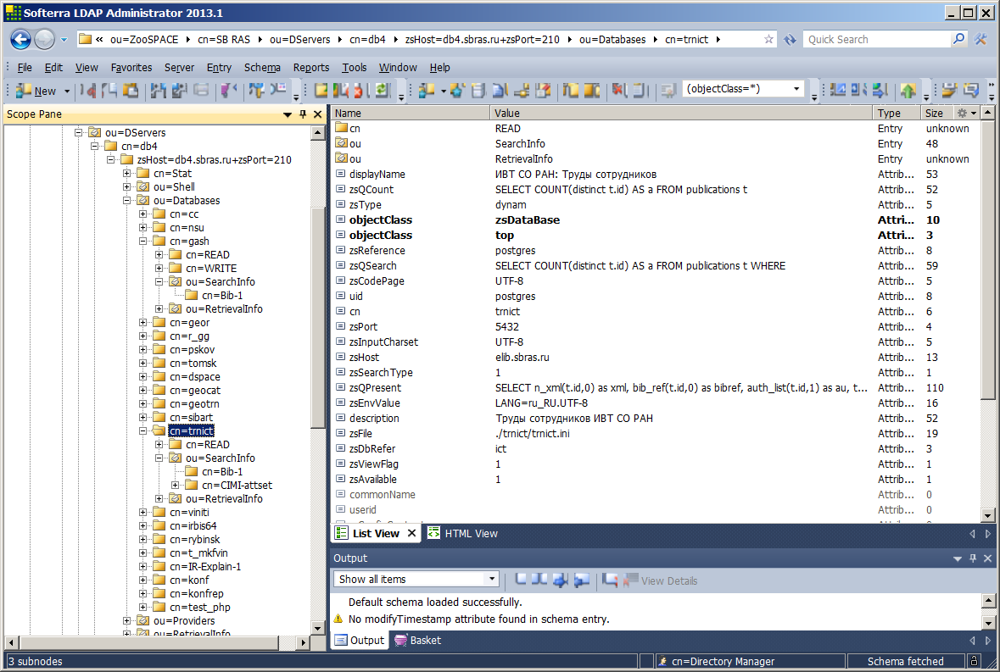 Softerra LDAP Administrator 2013.1
« ou=ZooSPACE cn=SB RAS ou=DServers cn=db4 zsHost=db4.sbras.ru+zsPort=210 ou=Databases cn=trnict Quick Search
File Edit View Favorites Server Entry Schema Reports Tools Window Help
New (objectClass=*)
Scope Pane
ou=DServers
cn=db4
zsHost=db4.sbras.ru+zsPort=210
cn=Stat
ou=Shell
ou=Databases
cn=cc
cn=nsu
cn=gash
cn=READ
cn=WRITE
ou=SearchInfo
cn=Bib-1
ou=RetrievalInfo
cn=geor
cn=r_gg
cn=pskov
cn=tomsk
cn=dspace
cn=geocat
cn=geotrn
cn=sibart
cn=trnict
cn=READ
ou=SearchInfo
cn=Bib-1
cn=CIMI-attset
ou=RetrievalInfo
cn=viniti
cn=irbis64
cn=rybinsk
cn=t_mkfvin
cn=IR-Explain-1
cn=konf
cn=konfrep
cn=test_php
ou=Providers
ou=RetrievalInfo
Name Value Type Size
cn READ Entry unknown
ou SearchInfo Entry 48
ou RetrievalInfo Entry unknown
displayName ИВТ СО РАН: Труды сотрудников Attrib... 53
zsQCount SELECT COUNT(distinct t.id) AS a FROM publications t Attrib... 52
zsType dynam Attrib... 5
objectClass zsDataBase Attri... 10
objectClass top Attri... 3
zsReference postgres Attrib... 8
zsQSearch SELECT COUNT(distinct t.id) AS a FROM publications t WHERE Attrib... 59
zsCodePage UTF-8 Attrib... 5
uid postgres Attrib... 8
cn trnict Attrib... 6
zsPort 5432 Attrib... 4
zsInputCharset UTF-8 Attrib... 5
zsHost elib.sbras.ru Attrib... 13
zsSearchType 1 Attrib... 1
zsQPresent SELECT n_xml(t.id,0) as xml, bib_ref(t.id,0) as bibref, auth_list(t.id,1) as au, t... Attrib... 110
zsEnvValue LANG=ru_RU.UTF-8 Attrib... 16
description Труды сотрудников ИВТ СО РАН Attrib... 52
zsFile ./trnict/trnict.ini Attrib... 19
zsDbRefer ict Attrib... 3
zsViewFlag 1 Attrib... 1
zsAvailable 1 Attrib... 1
commonName Attrib... 0
userid Attrib... 0
List View HTML View
Output
Show all items View Details
Default schema loaded successfully.
No modifyTimestamp attribute found in schema entry.
Output Basket
3 subnodes cn=Directory Manager Schema fetched